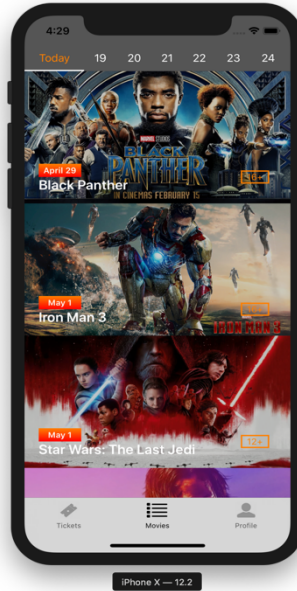 4:29
Today 19 20 21 22 23 24
MARVEL STUDIOS
BLACK
PANTHER
IN CINEMAS FEBRUARY 15
April 29
16+
Black Panther
May 1
Iron Man 3
IRON MAN 3
May 1
12+
Star Wars: The Last Jedi
Tickets Movies Profile
iPhone X — 12.2